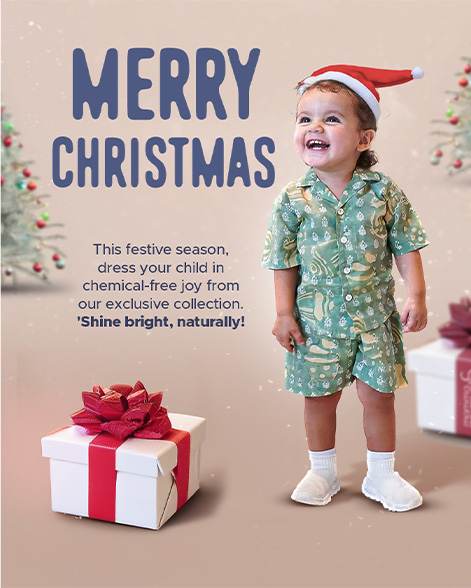 MERRY
CHRISTMAS
This festive season,
dress your child in
chemical-free joy from
our exclusive collection.
'Shine bright, naturally!